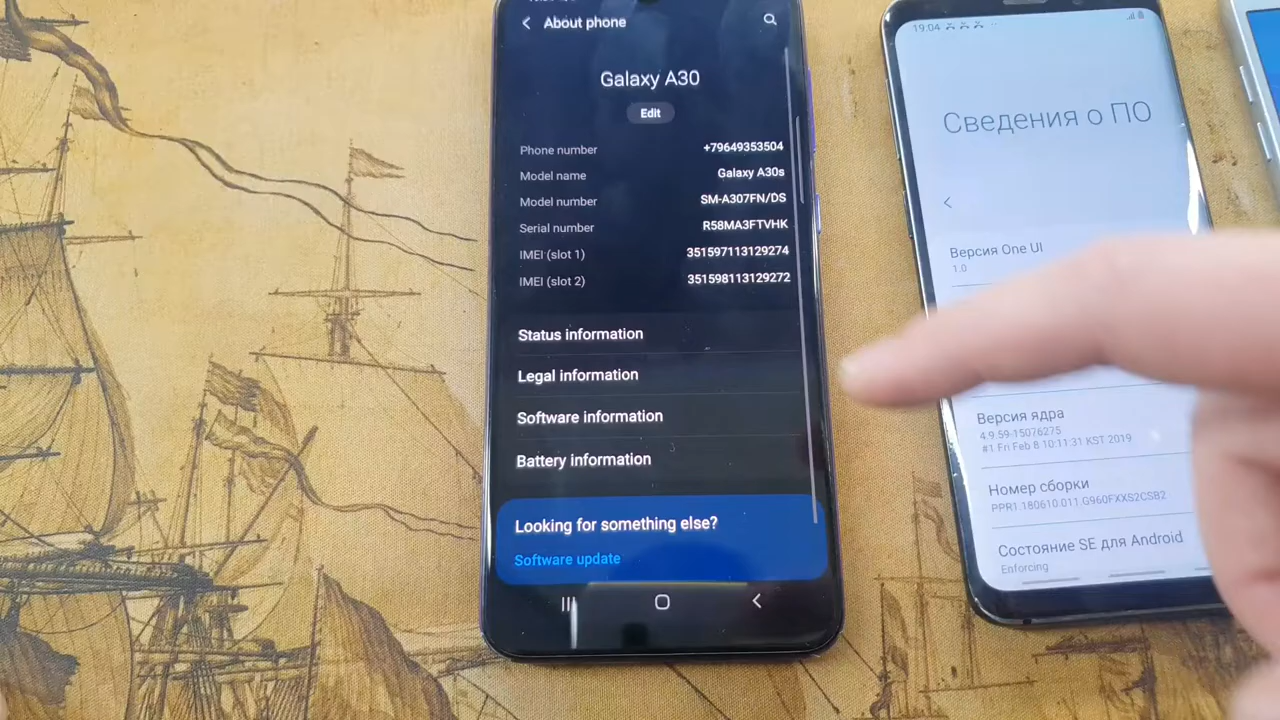 About phone
Galaxy A30
Edit
Phone number +79649353504
Model name Galaxy A30s
Model number SM-A307FN/DS
Serial number R58MA3FTVHK
IMEI (slot 1) 351597113129274
IMEI (slot 2) 351598113129272
Status information
Legal information
Software information
Battery information
Looking for something else?
Software update
19:04
Сведения о ПО
Версия One UI
1.0
Версия ядра
4.9.59-15076275
#1 Fri Feb 8 10:11:31 KST 2019
Номер сборки
PPR1.180610.011.G960FXXS2CSB2
Состояние SE для Android
Enforcing